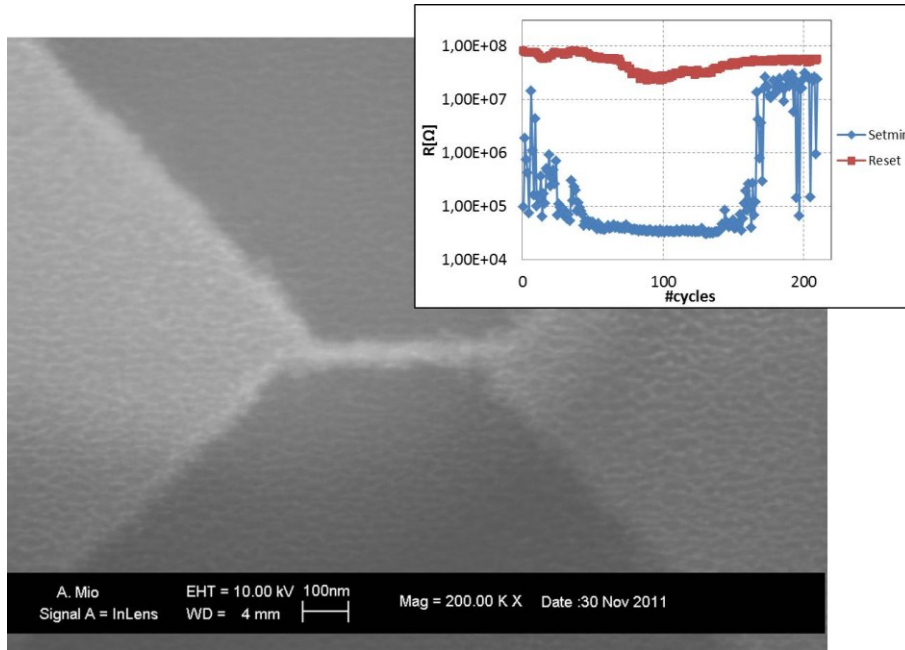 1,00E+08
1,00E+07
1,00E+06
1,00E+05
1,00E+04
R[Ω]
0 100 200
#cycles
Setmin
Reset
A. Mio EHT = 10.00 kV 100nm Mag = 200.00 K X Date :30 Nov 2011
Signal A = InLens WD = 4 mm